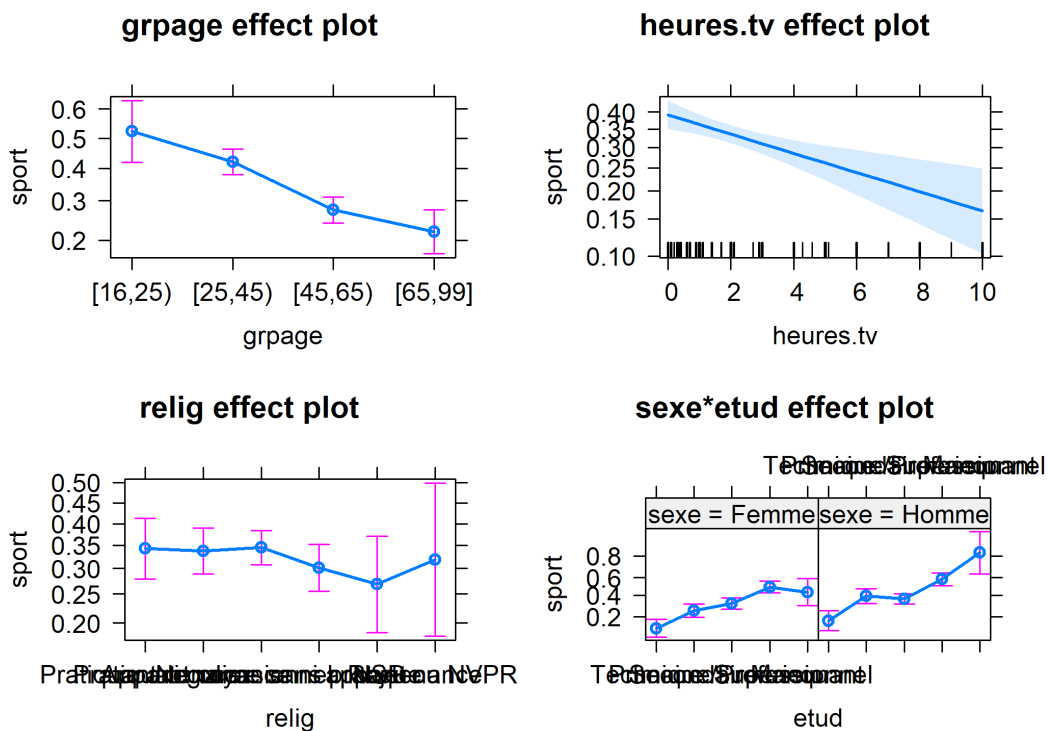 grpage effect plot
sport
0.6
0.5
0.4
0.3
0.2
[16,25) [25,45) [45,65) [65,99]
grpage
heures.tv effect plot
sport
0.40
0.35
0.30
0.25
0.20
0.15
0.10
0 2 4 6 8 10
heures.tv
relig effect plot
sport
0.50
0.45
0.40
0.35
0.30
0.25
0.20
NVPR
relig
sexe*etud effect plot
sexe = Femme sexe = Homme
sport
0.8
0.6
0.4
0.2
etud